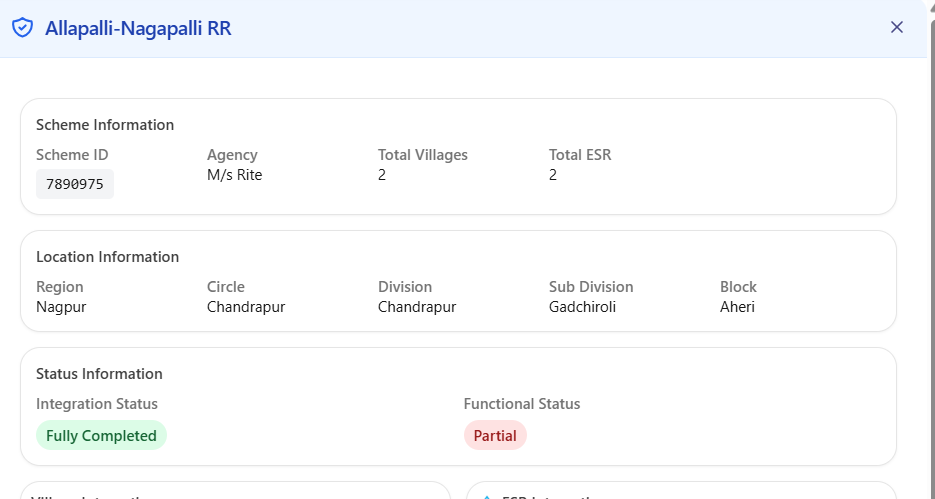 Allapalli-Nagapalli RR
Scheme Information
Scheme ID Agency Total Villages Total ESR
7890975 M/s Rite 2 2
Location Information
Region Circle Division Sub Division Block
Nagpur Chandrapur Chandrapur Gadchiroli Aheri
Status Information
Integration Status Functional Status
Fully Completed Partial